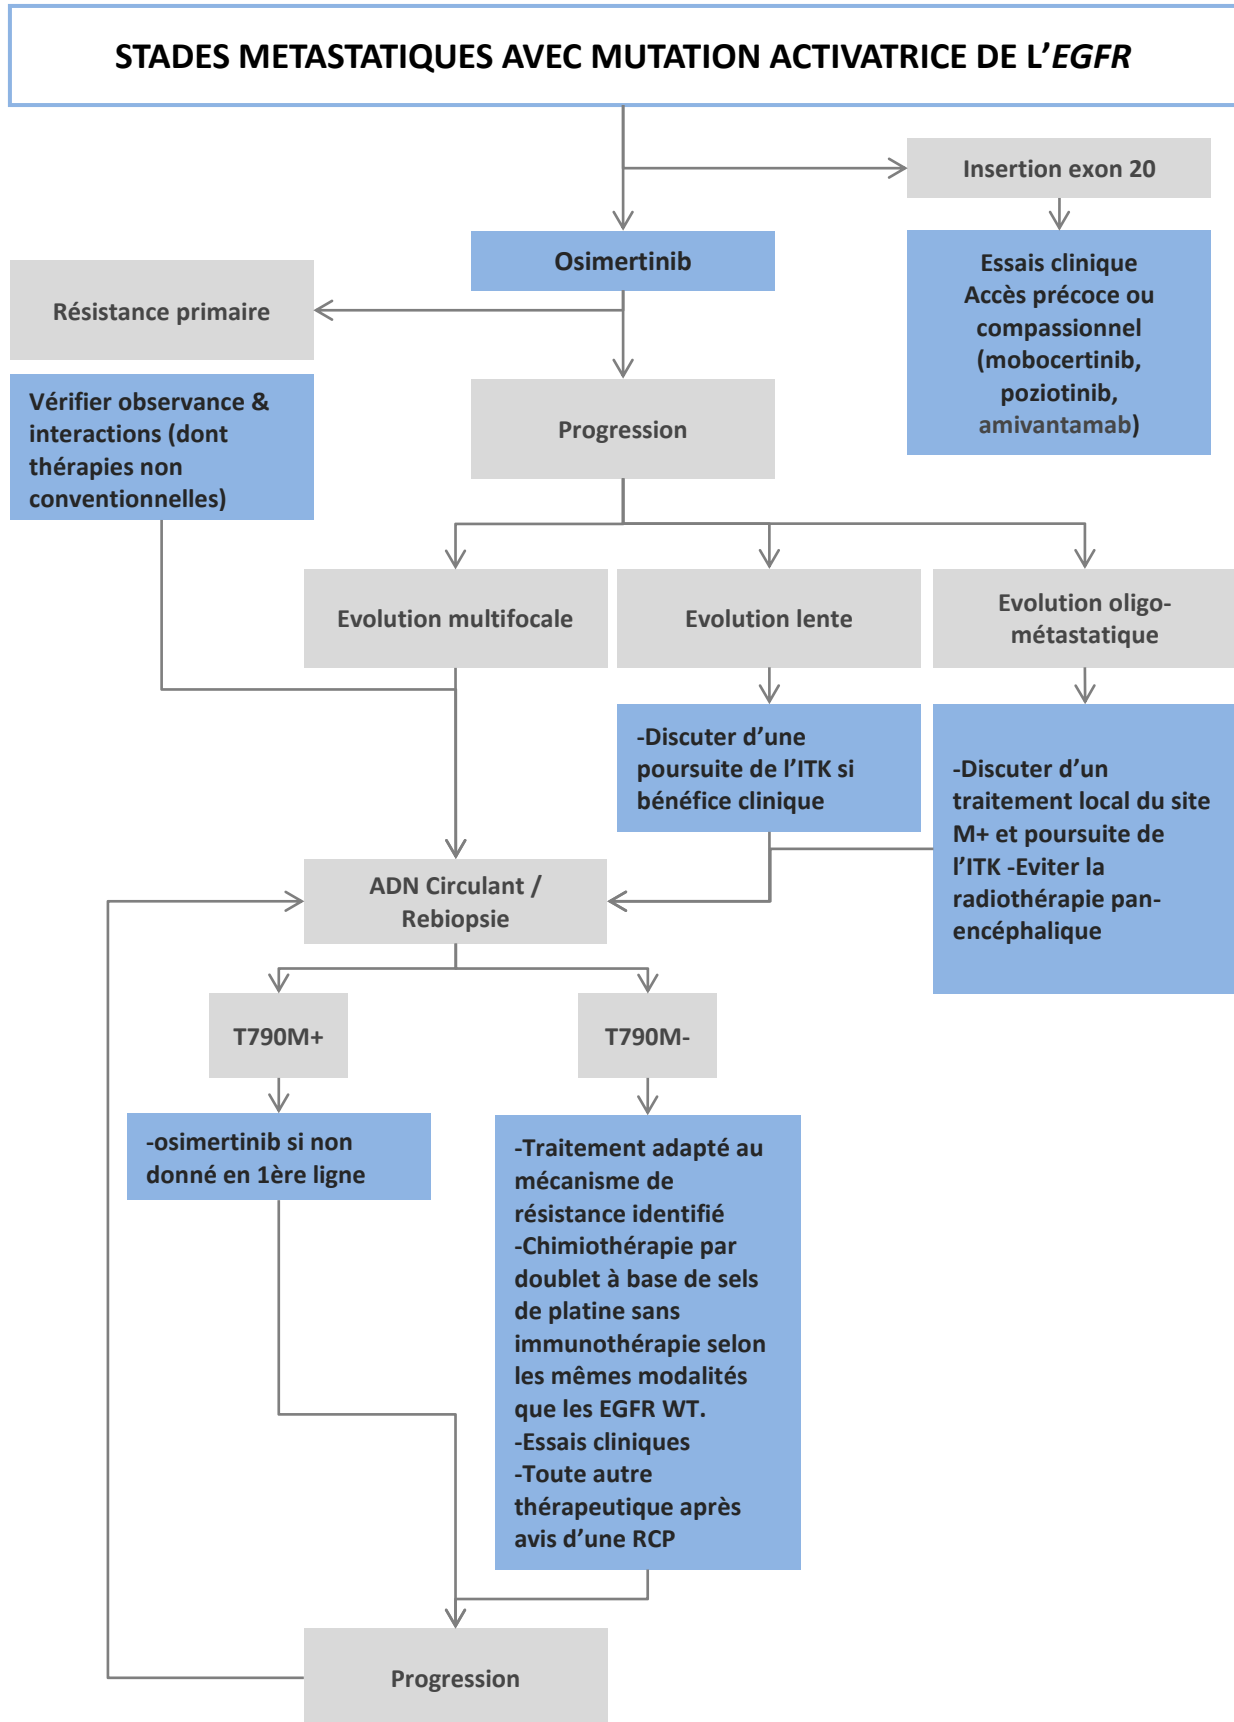 STADES METASTATIQUES AVEC MUTATION ACTIVATRICE DE L’EGFR
Insertion exon 20
Osimertinib
Essais clinique
Accès précoce ou
compassionnel
(mobocertinib,
poziotinib,
amivantamab)
Résistance primaire
Vérifier observance &
interactions (dont
thérapies non
conventionnelles)
Progression
Evolution multifocale
Evolution lente
Evolution oligo-
métastatique
-Discuter d’une
poursuite de l’ITK si
bénéfice clinique
-Discuter d’un
traitement local du site
M+ et poursuite de
l’ITK -Eviter la
radiothérapie pan-
encéphalique
ADN Circulant /
Rebiopsie
T790M+
T790M-
-osimertinib si non
donné en 1ère ligne
-Traitement adapté au
mécanisme de
résistance identifié
-Chimiothérapie par
doublet à base de sels
de platine sans
immunothérapie selon
les mêmes modalités
que les EGFR WT.
-Essais cliniques
-Toute autre
thérapeutique après
avis d’une RCP
Progression